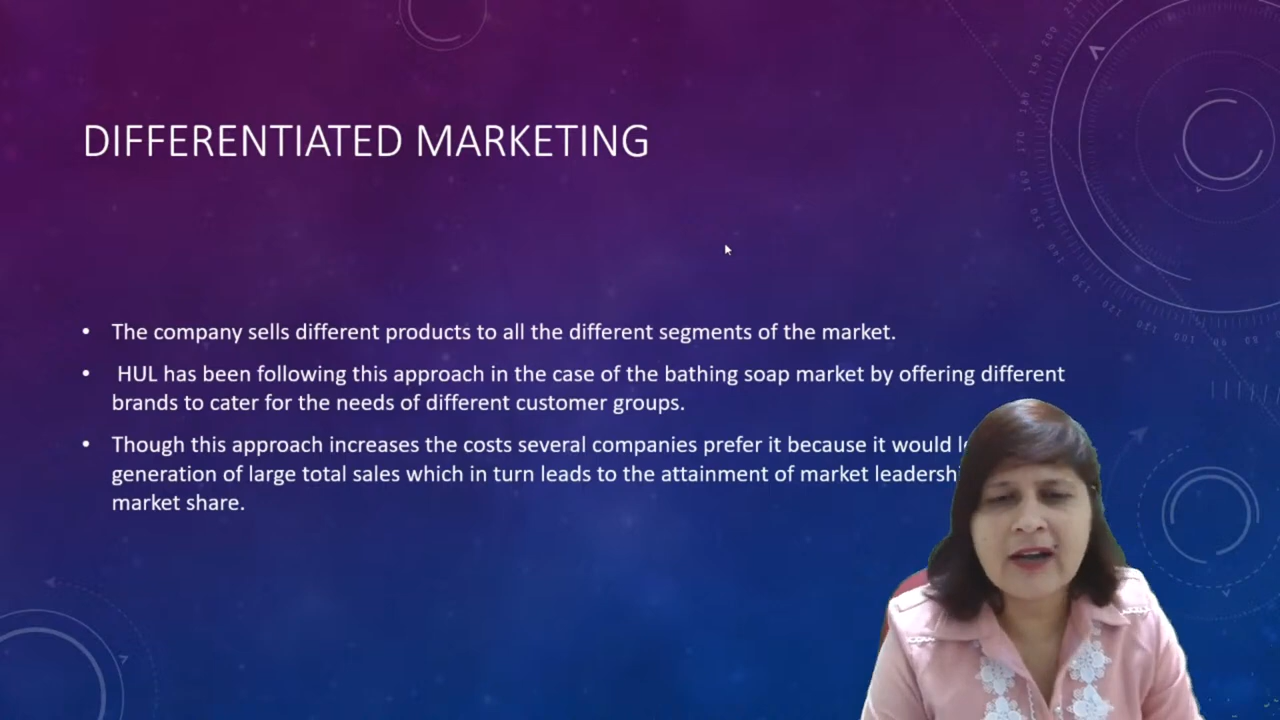 DIFFERENTIATED MARKETING
• The company sells different products to all the different segments of the market.
• HUL has been following this approach in the case of the bathing soap market by offering different
brands to cater for the needs of different customer groups.
• Though this approach increases the costs several companies prefer it because it would
generation of large total sales which in turn leads to the attainment of market
market share.